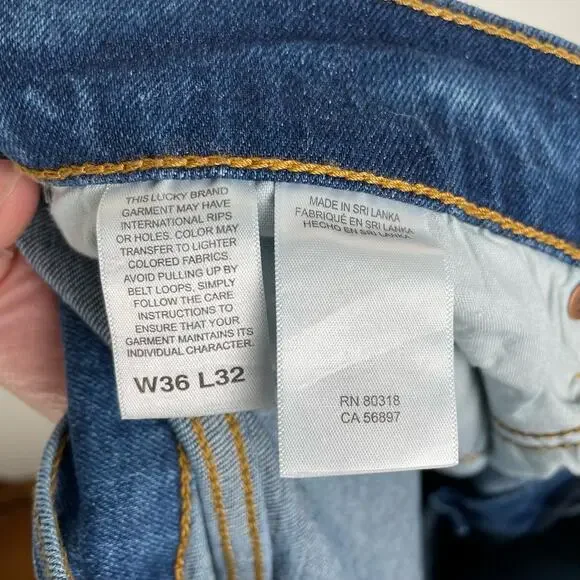 THIS LUCKY BRAND
GARMENT MAY HAVE
INTERNATIONAL RIPS
OR HOLES. COLOR MAY
TRANSFER TO LIGHTER
COLORED FABRICS.
AVOID PULLING UP BY
BELT LOOPS, SIMPLY
FOLLOW THE CARE
INSTRUCTIONS TO
ENSURE THAT YOUR
GARMENT MAINTAINS ITS
INDIVIDUAL CHARACTER.
W36 L32
MADE IN SRI LANKA
FABRIQUÉ EN SRI LANKA
HECHO EN SRI LANKA
RN 80318
CA 56897